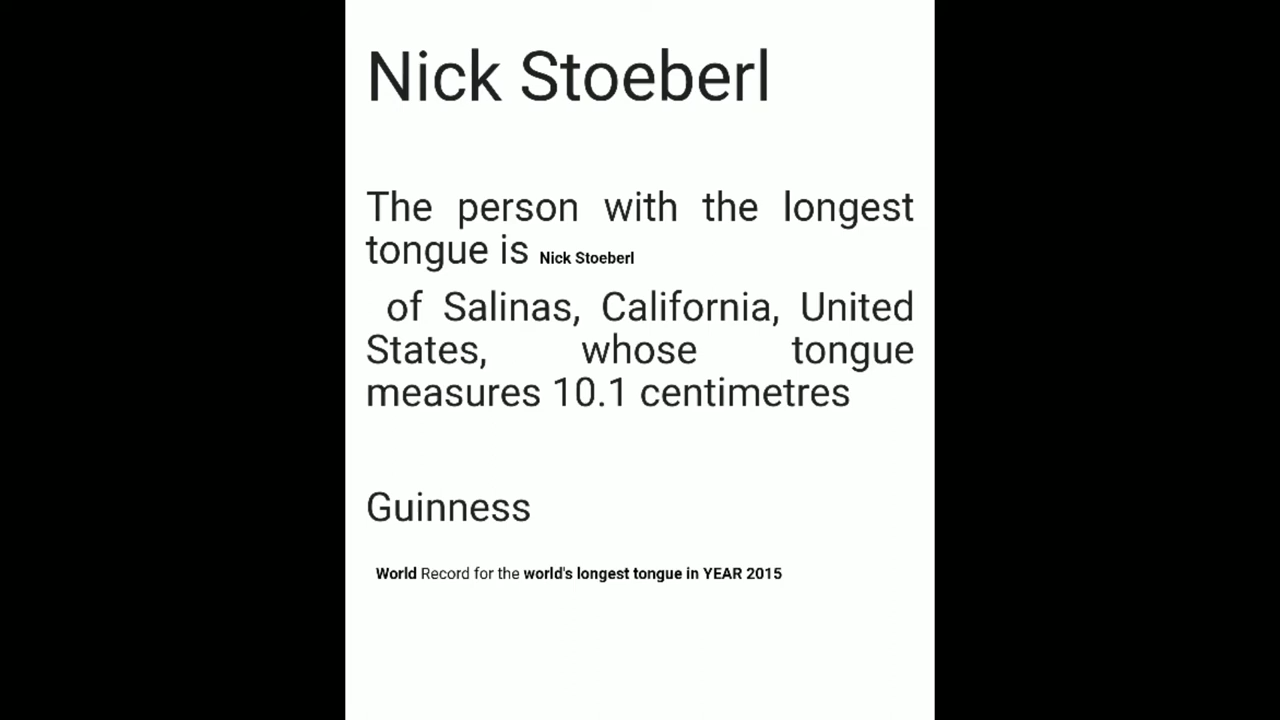 Nick Stoeberl
The person with the longest
tongue is Nick Stoeberl
of Salinas, California, United
States, whose tongue
measures 10.1 centimetres
Guinness
World Record for the world's longest tongue in YEAR 2015